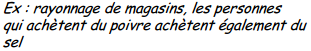 Ex : rayonnage de magasins, les personnes
qui achètent du poivre achètent également du
sel